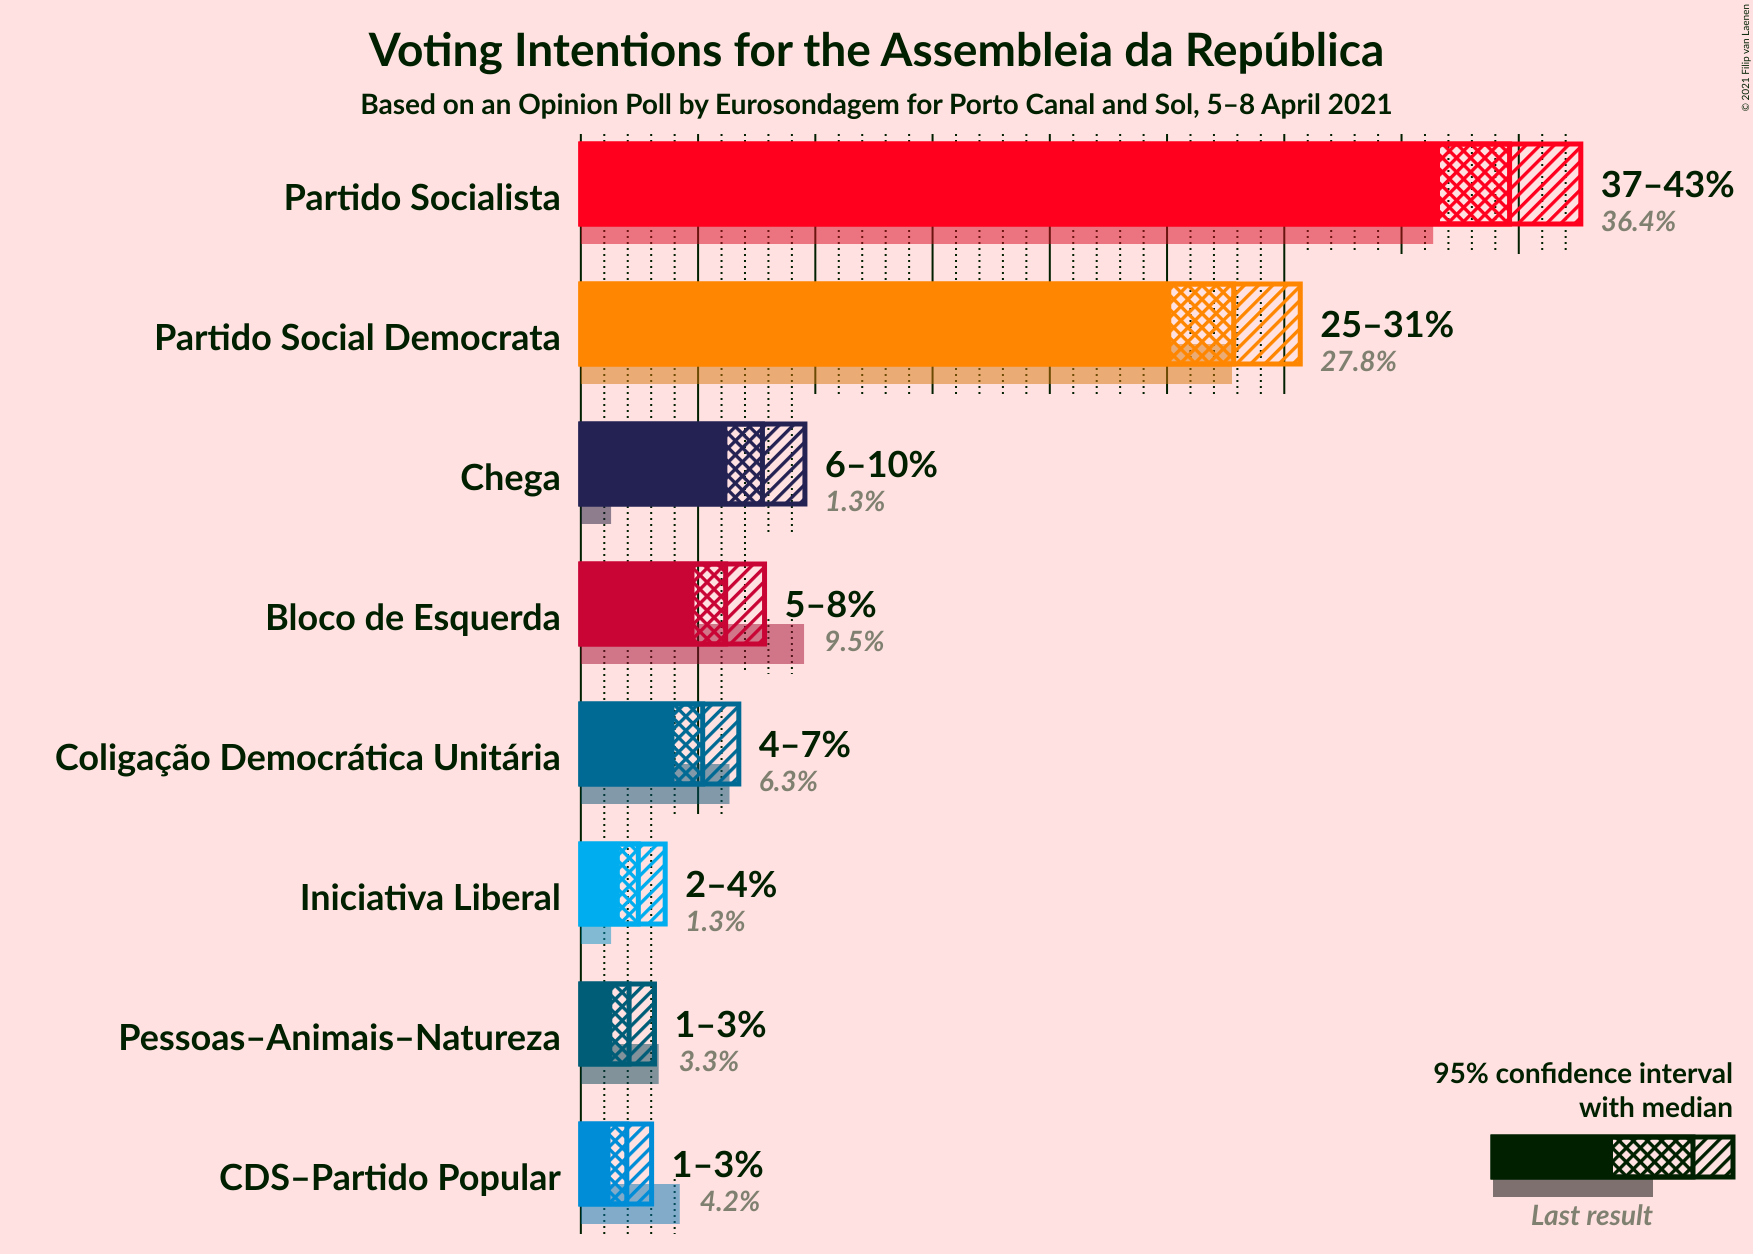 Voting Intentions for the Assembleia da República
Based on an Opinion Poll by Eurosondagem for Porto Canal and Sol, 5–8 April 2021
© 2021 Filip van Laenen
Partido Socialista
37–43%
36.4%
Partido Social Democrata
25–31%
27.8%
Chega
6–10%
1.3%
Bloco de Esquerda
5–8%
9.5%
Coligação Democrática Unitária
4–7%
6.3%
Iniciativa Liberal
2–4%
1.3%
Pessoas–Animais–Natureza
1–3%
3.3%
CDS–Partido Popular
1–3%
4.2%
95% confidence interval
with median
Last result